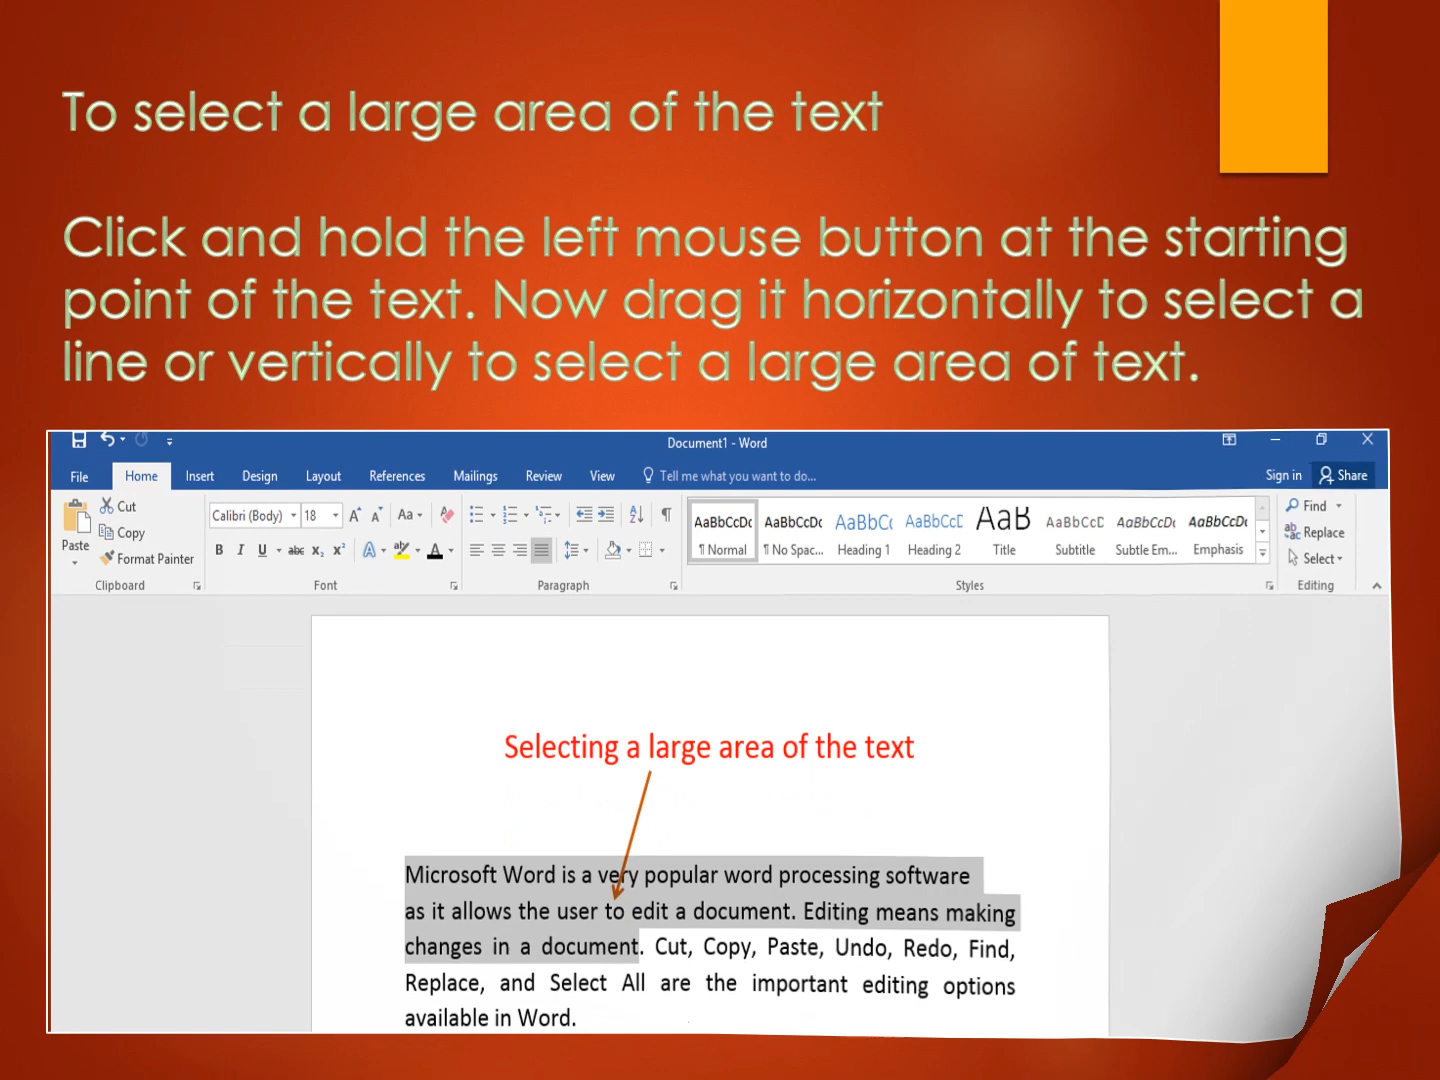 To select a large area of the text
Click and hold the left mouse button at the starting
point of the text. Now drag it horizontally to select a
line or vertically to select a large area of text.
Document1 - Word
File Home Insert Design Layout References Mailings Review View Tell me what you want to do... Sign in Share
Cut
Copy
Format Painter
Paste
Clipboard
Calibri (Body) 18 Aa
B I U abc X₂ X² A aby A
Font
Paragraph
AaBbCcDc AaBbCcDc AaBbCc AaBbCcD AaB AaBbCcD AaBbCcDc AaBbCcDc
¶ Normal ¶ No Spac... Heading 1 Heading 2 Title Subtitle Subtle Em... Emphasis
Styles
Find
Replace
Select
Editing
Selecting a large area of the text
Microsoft Word is a very popular word processing software
as it allows the user to edit a document. Editing means making
changes in a document. Cut, Copy, Paste, Undo, Redo, Find,
Replace, and Select All are the important editing options
available in Word.